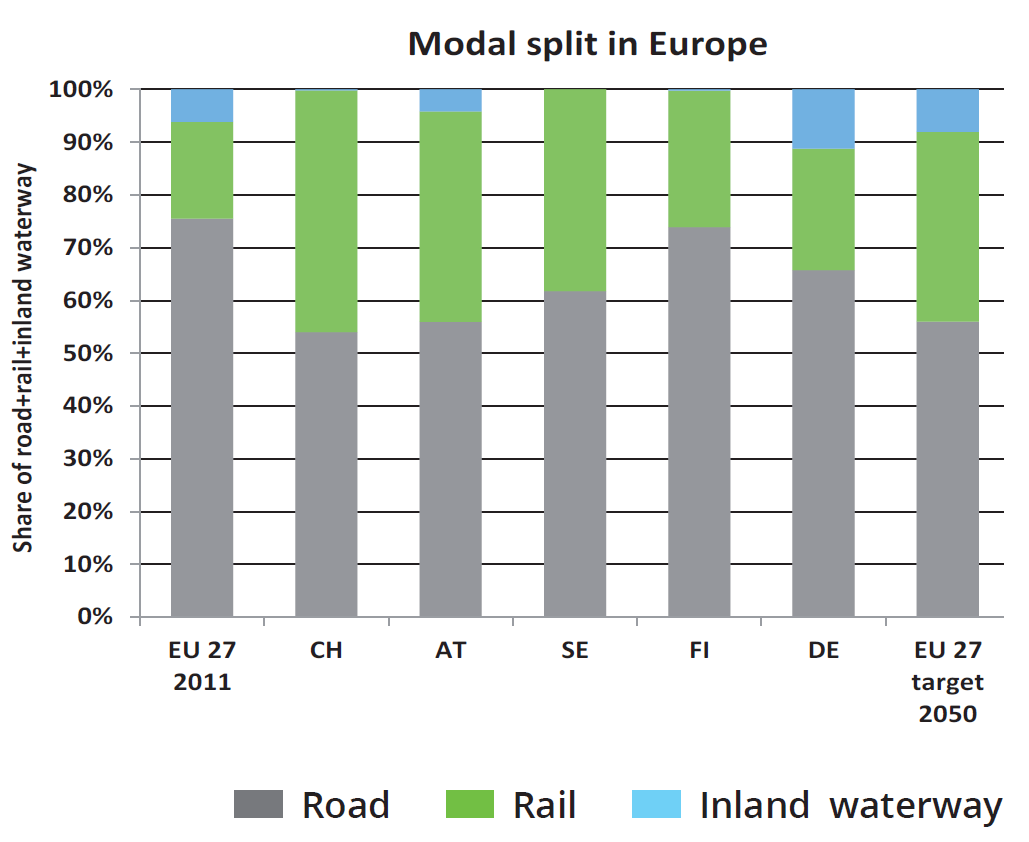 Modal split in Europe
Share of road+rail+inland waterway
100%
90%
80%
70%
60%
50%
40%
30%
20%
10%
0%
EU 27 2011
CH
AT
SE
FI
DE
EU 27 target 2050
Road
Rail
Inland waterway